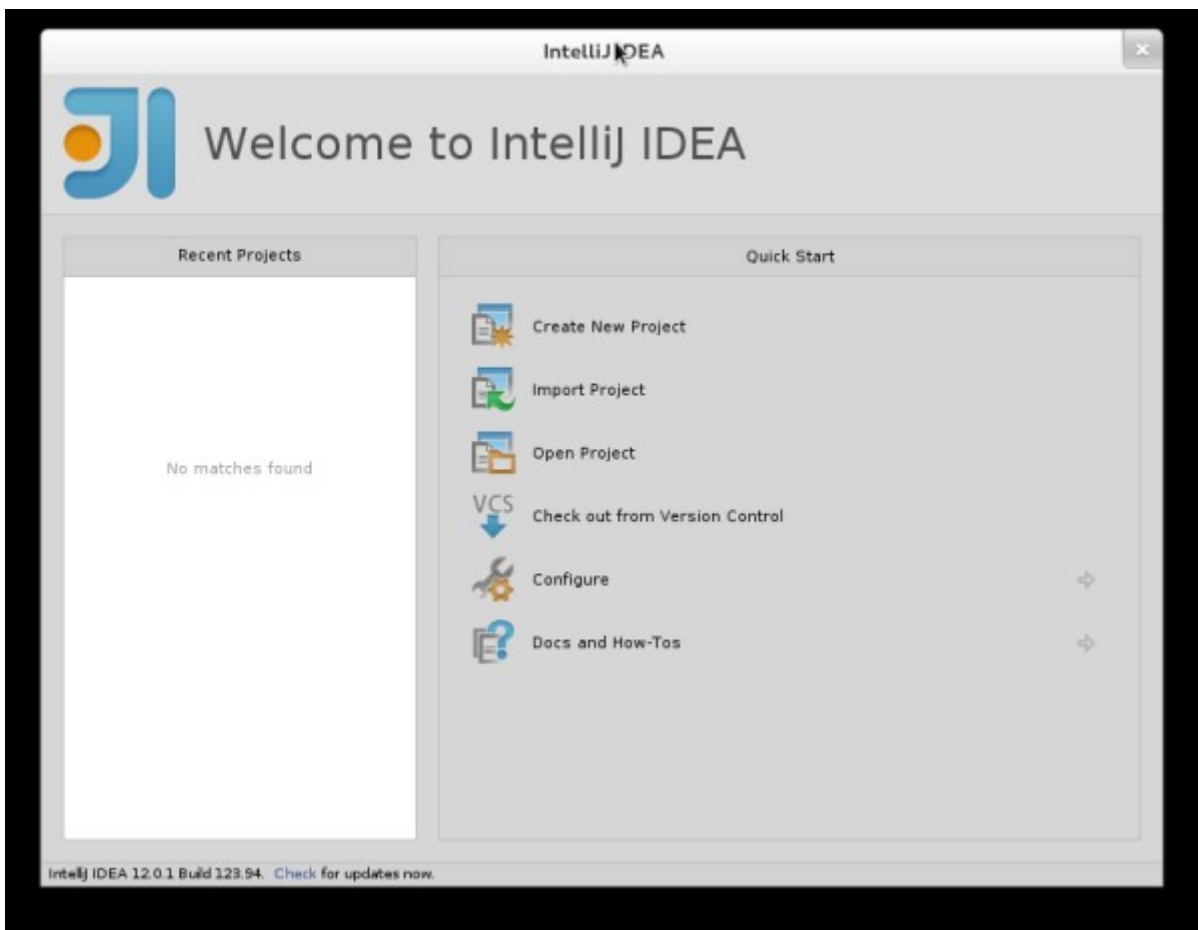 IntelliJ IDEA
Welcome to IntelliJ IDEA
Recent Projects
Quick Start
No matches found
Create New Project
Import Project
Open Project
VCS
Check out from Version Control
Configure
Docs and How-Tos
IntelliJ IDEA 12.0.1 Build 123.94. Check for updates now.